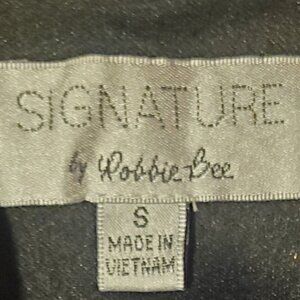 SIGNATURE
by Robbie Bee
S
MADE IN
VIETNAM